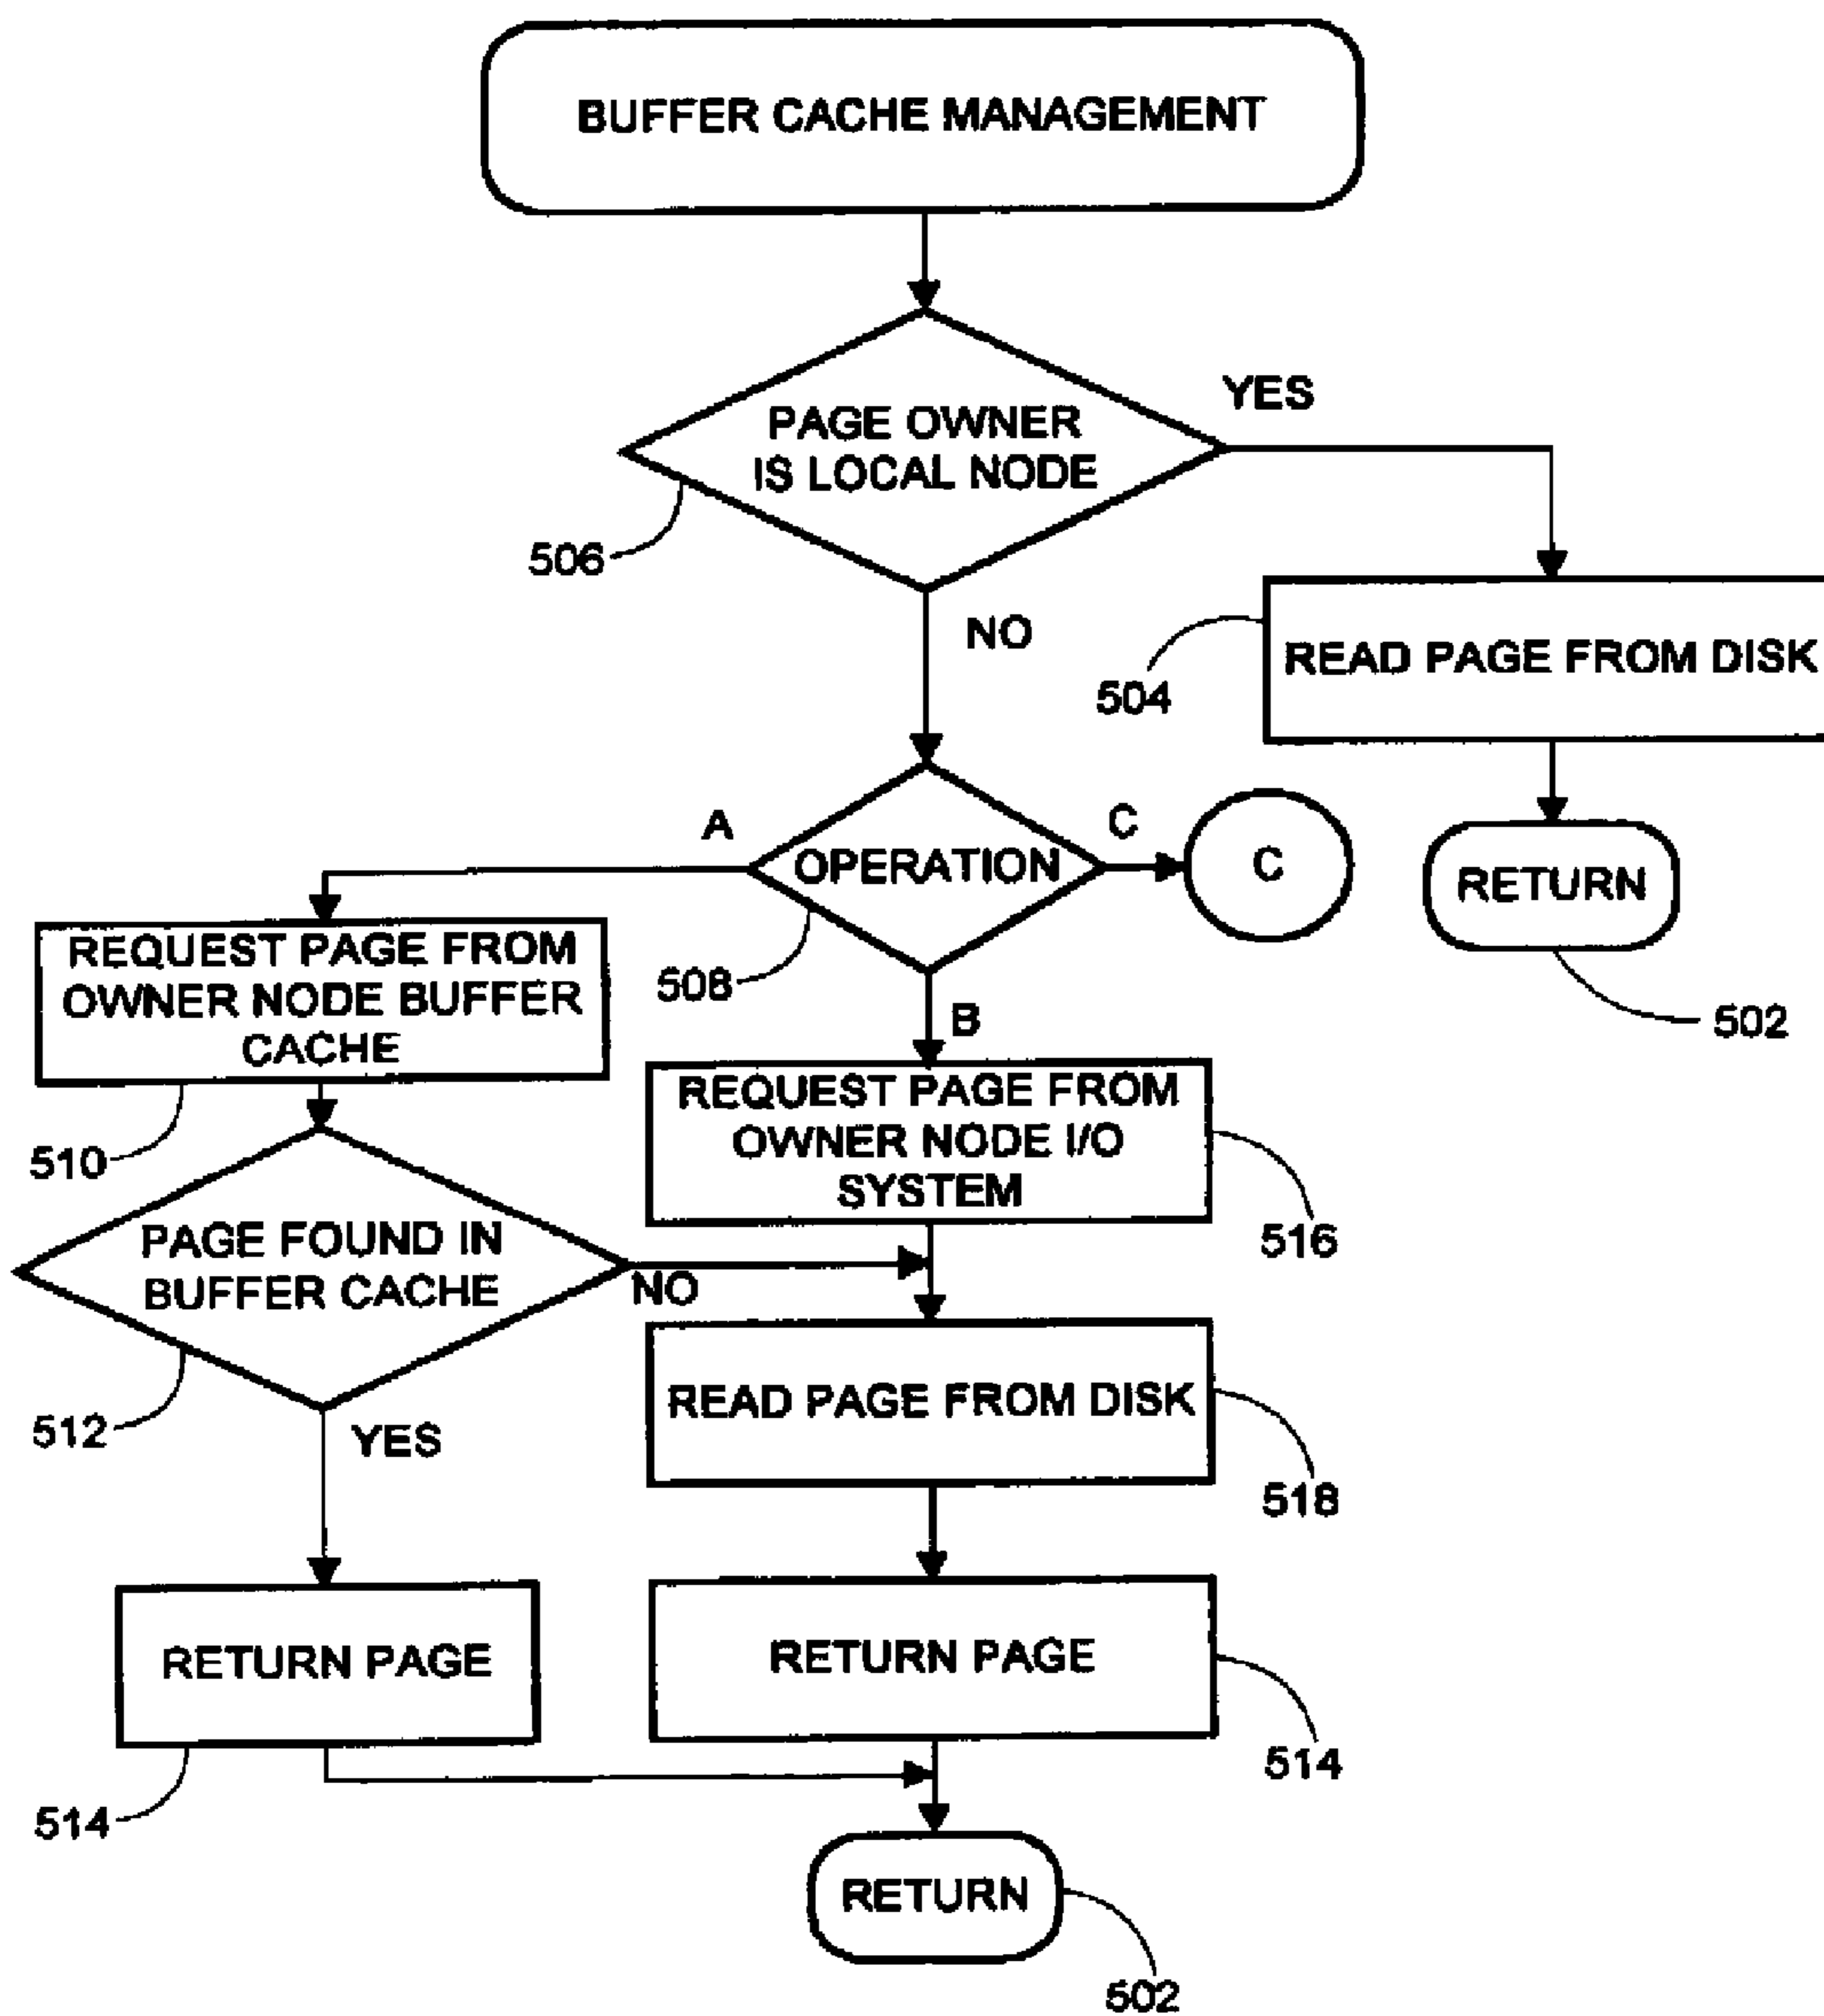 BUFFER CACHE MANAGEMENT
PAGE OWNER
IS LOCAL NODE
YES
506
NO
504
READ PAGE FROM DISK
A
OPERATION
C
C
RETURN
508
502
REQUEST PAGE FROM
OWNER NODE BUFFER
CACHE
B
510
REQUEST PAGE FROM
OWNER NODE I/O
SYSTEM
516
PAGE FOUND IN
BUFFER CACHE
NO
512
YES
READ PAGE FROM DISK
518
RETURN PAGE
514
RETURN PAGE
514
RETURN
502